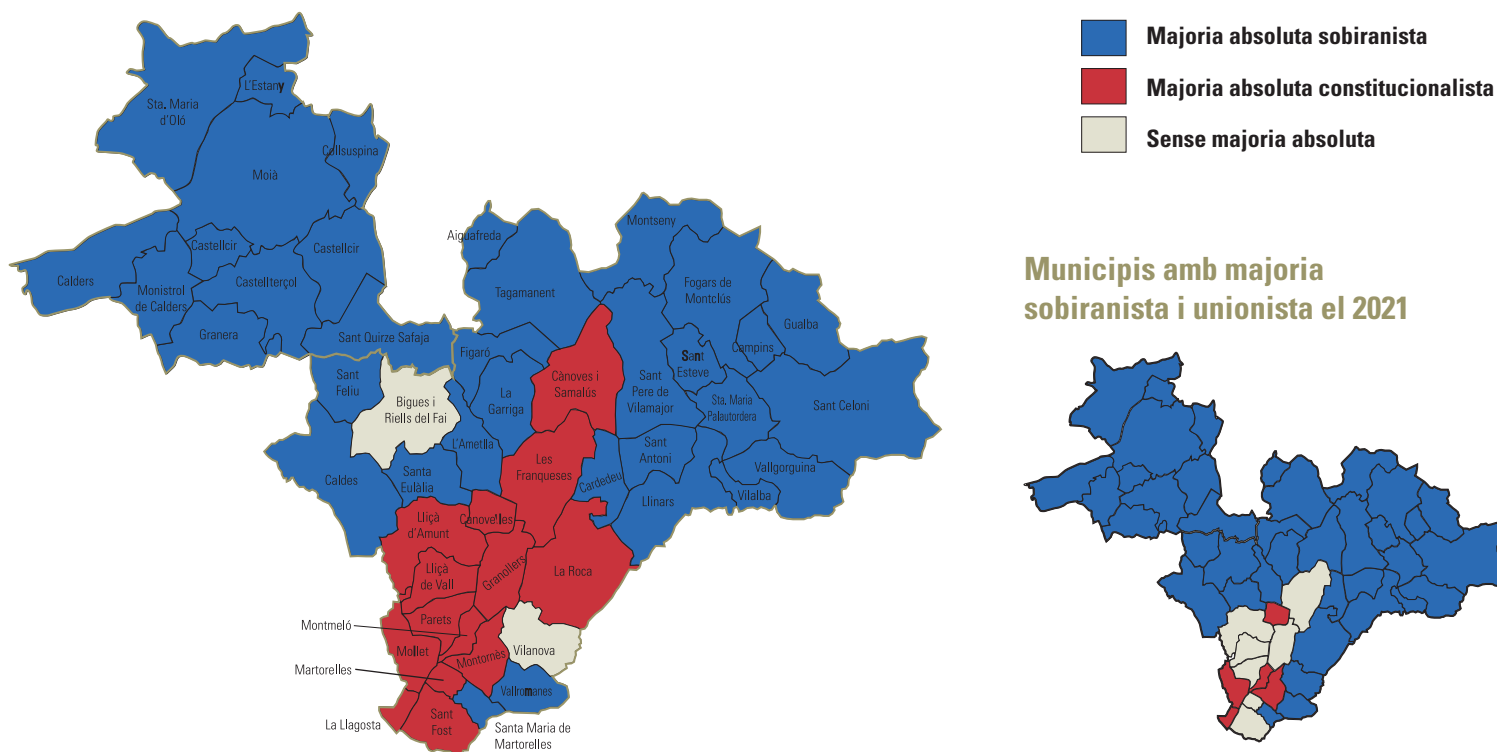 Majoria absoluta sobiranista
Majoria absoluta constitucionalista
Sense majoria absoluta
Municipis amb majoria
sobiranista i unionista el 2021
L'Estany
Sta. Maria
d'Oló
Collsuspina
Moià
Castellcir
Castellcir
Calders
Monistrol
de Calders
Castellterçol
Granera
Sant Quirze Safaja
Aiguafreda
Montseny
Tagamanent
Fogars de
Montclús
Gualba
Figaró
Campins
Sant
Esteve
Sant
Feliu
Bigues i
Riells del Fai
La
Garriga
Cànoves i
Samalús
Sant
Pere de
Vilamajor
Sta. Maria
Palautordera
Sant Celoni
L'Ametlla
Sant
Antoni
Les
Franqueses
Cardedeu
Vallgorguina
Caldes
Santa
Eulàlia
Llinars
Vilalba
Lliçà
d'Amunt
Canovelles
Lliçà
de Vall
Granollers
La Roca
Parets
Montmeló
Mollet
Vilanova
Martorelles
Montornès
Vallromanes
La Llagosta
Sant
Fost
Santa Maria de
Martorelles